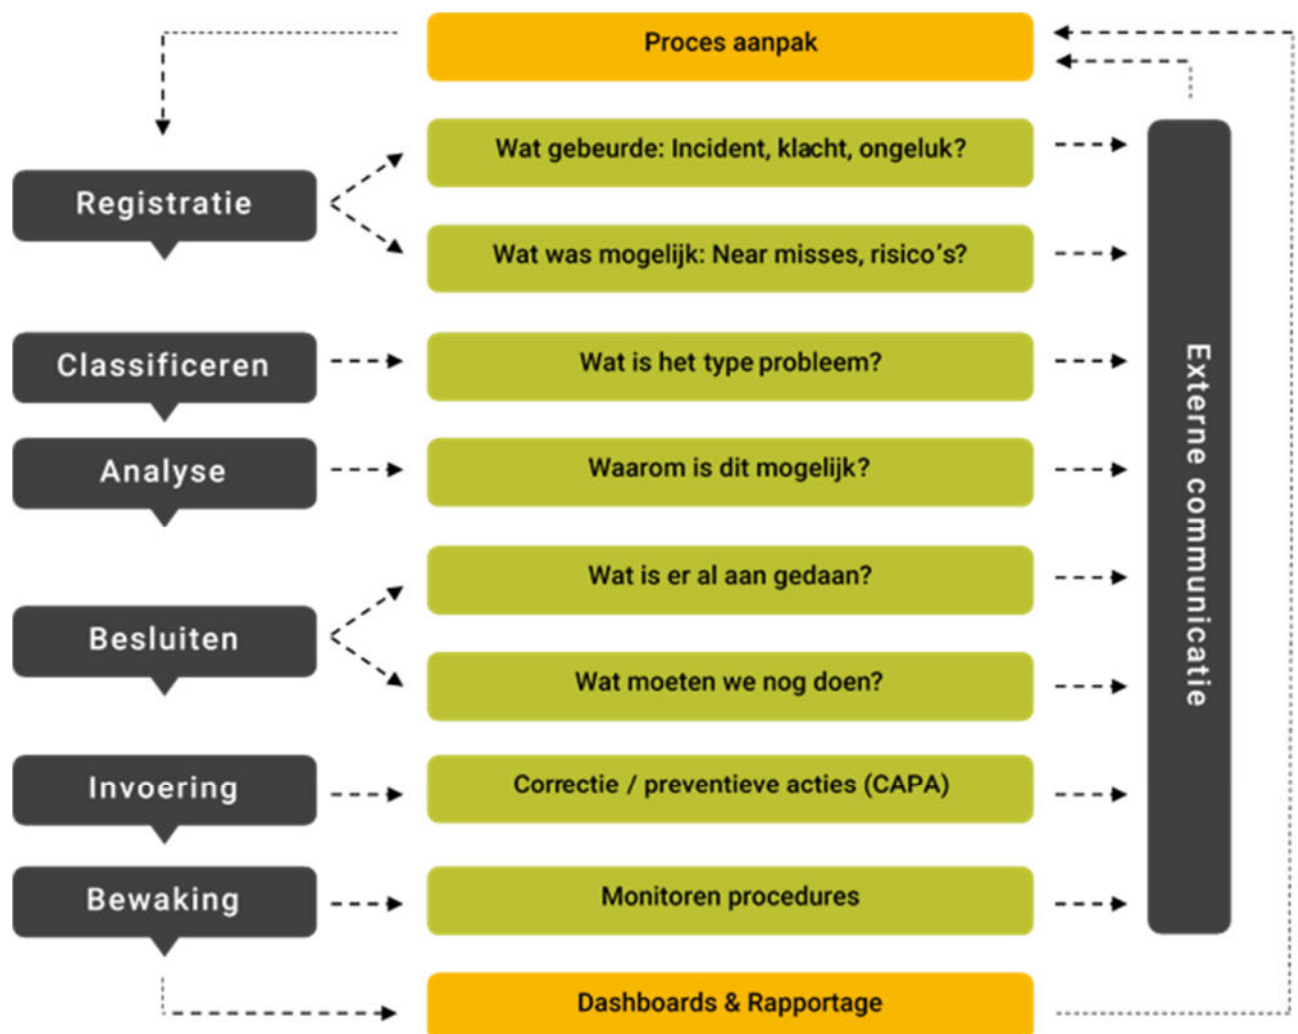 Proces aanpak
Registratie
Wat gebeurde: Incident, klacht, ongeluk?
Wat was mogelijk: Near misses, risico's?
Classificeren
Wat is het type probleem?
Analyse
Waarom is dit mogelijk?
Besluiten
Wat is er al aan gedaan?
Wat moeten we nog doen?
Invoering
Correctie / preventieve acties (CAPA)
Bewaking
Monitoren procedures
Dashboards & Rapportage
Externe communicatie